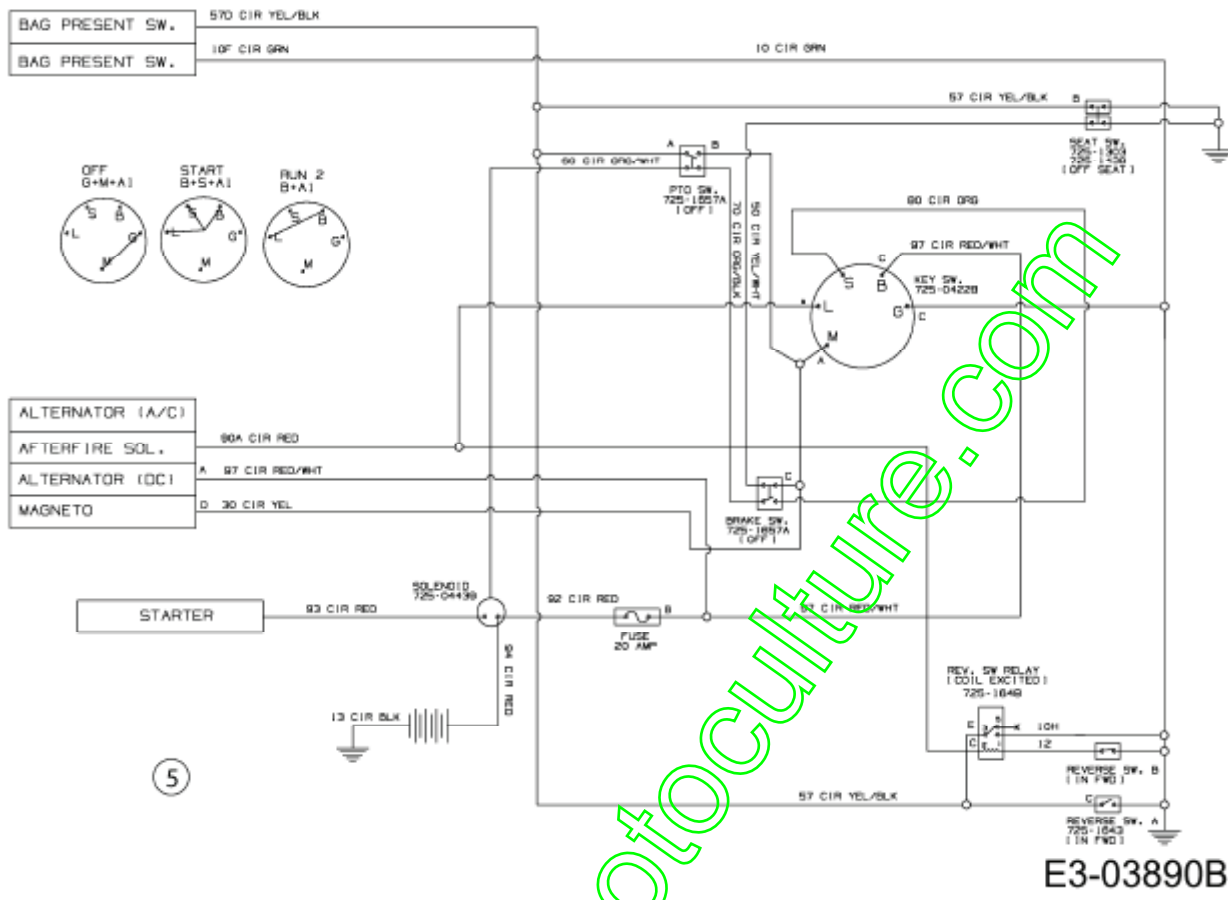 BAG PRESENT SW.
57D CIR YEL/BLK
BAG PRESENT SW.
10F CIR GRN
10 CIR GRN
57 CIR YEL/BLK
B
SEAT SW.
[OFF SEAT]
A
B
68 CIR ORG/WHT
PTO SW.
725-1657A
[OFF]
OFF
G+M+A1
START
B+S+A1
RUN 2
B+A1
S
B
L
G
M
S
B
L
G
M
S
B
L
G
M
70 CIR ORG/BLK
50 CIR YEL/WHT
80 CIR ORG
97 CIR RED/WHT
C
KEY SW.
725-04228
S
B
L
G
C
M
A
ALTERNATOR (A/C)
AFTERFIRE SOL.
90A CIR RED
ALTERNATOR (DC)
A
97 CIR RED/WHT
MAGNETO
D
30 CIR YEL
C
BRAKE SW.
725-1657A
[OFF]
SOLENOID
725-04439
STARTER
93 CIR RED
92 CIR RED
B
97 CIR RED/WHT
FUSE
20 AMP
94 CIR RED
13 CIR BLK
REV. SW RELAY
[COIL EXCITED]
725-1648
E
C
10H
12
REVERSE SW. B
[IN FWD]
57 CIR YEL/BLK
C
REVERSE SW. A
725-1643
[IN FWD]
5
E3-03890B
otoculture.com